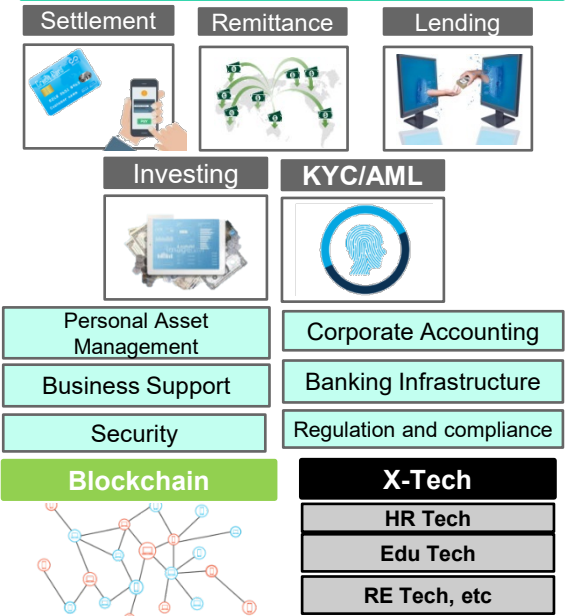 Settlement
Remittance
Lending
Investing
KYC/AML
Personal Asset
Management
Corporate Accounting
Business Support
Banking Infrastructure
Security
Regulation and compliance
Blockchain
X-Tech
HR Tech
Edu Tech
RE Tech, etc